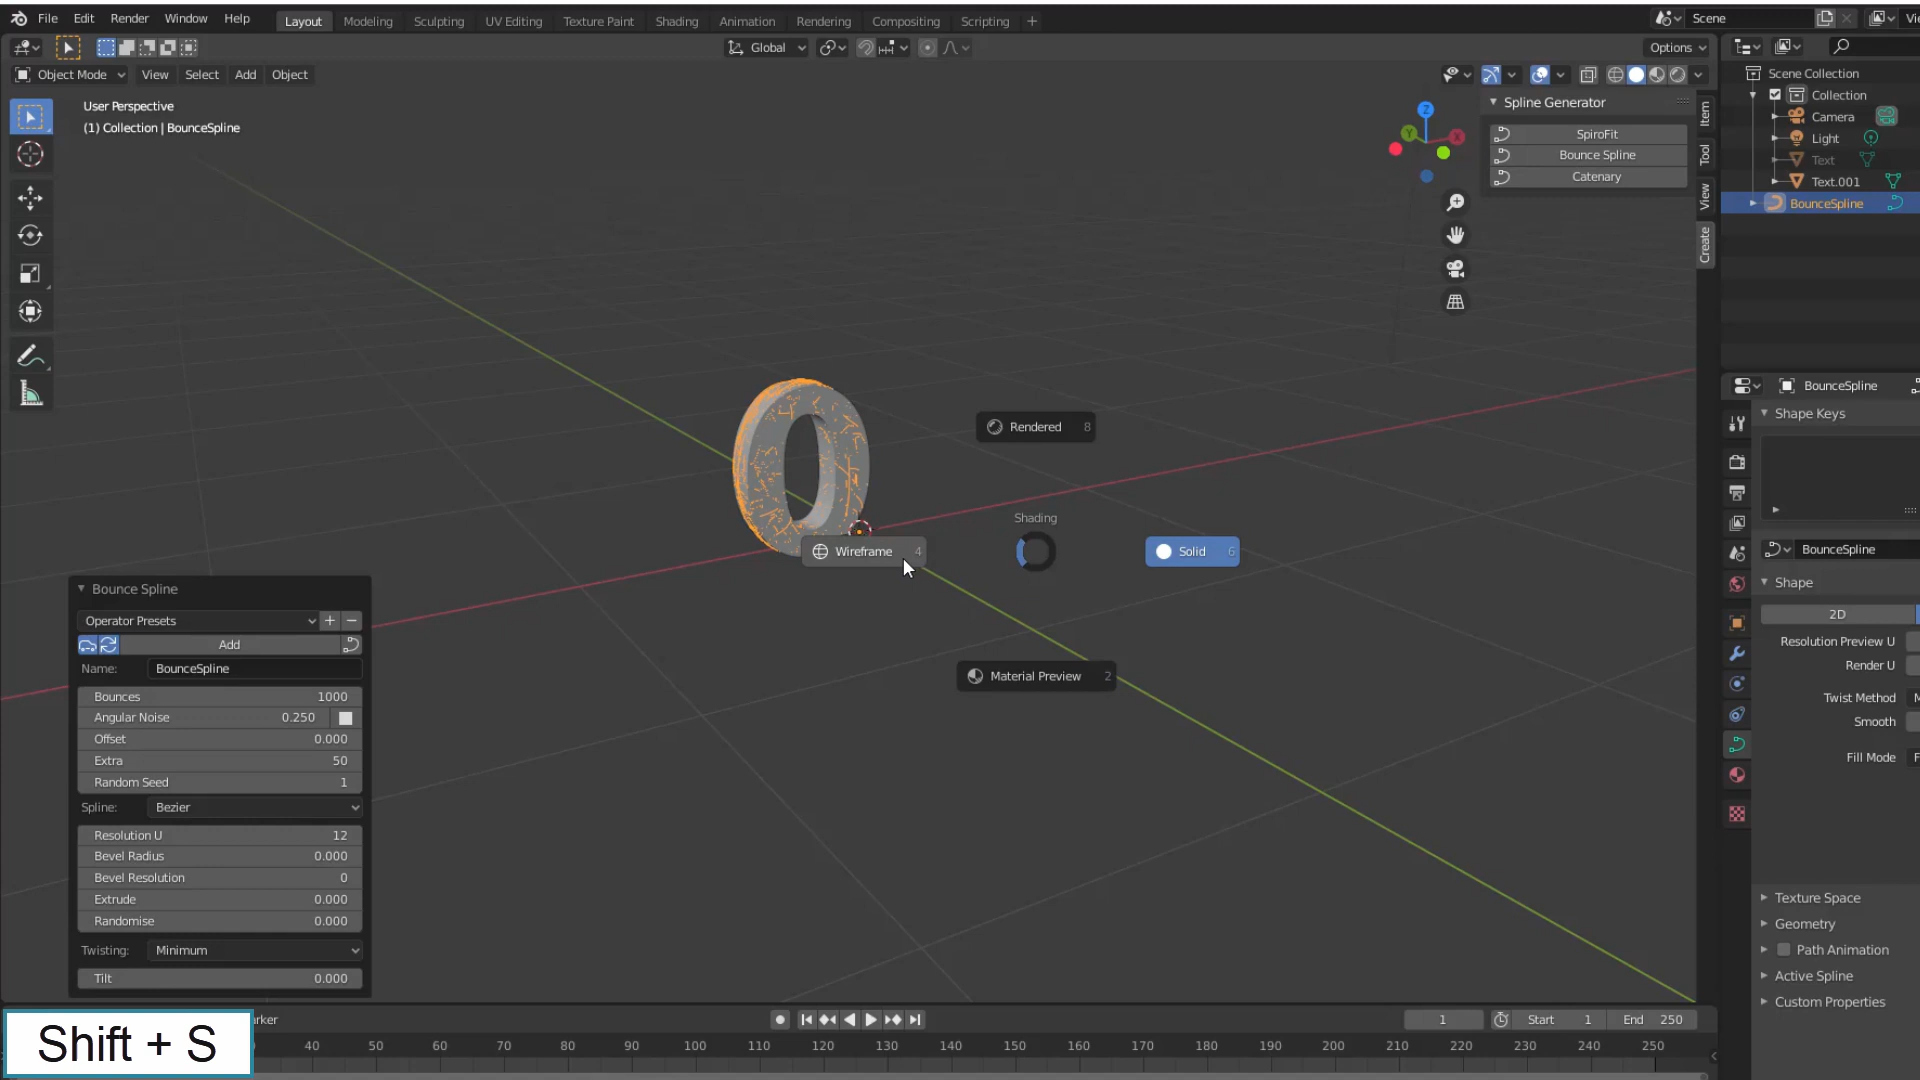 File Edit Render Window Help
Layout Modeling Sculpting UV Editing Texture Paint Shading Animation Rendering Compositing Scripting +
Scene
Global
Options
Object Mode View Select Add Object
User Perspective
(1) Collection | BounceSpline
Z
Y
X
Spline Generator
SpiroFit
Bounce Spline
Catenary
Item
Tool
View
Create
Scene Collection
Collection
Camera
Light
Text
Text.001
BounceSpline
BounceSpline
Shape Keys
BounceSpline
Shape
2D
Resolution Preview U
Render U
Twist Method M
Smooth
Fill Mode F
Texture Space
Geometry
Path Animation
Active Spline
Custom Properties
Rendered 8
Shading
Wireframe 4
Solid 6
Material Preview 2
Bounce Spline
Operator Presets + −
Add
Name: BounceSpline
Bounces 1000
Angular Noise 0.250
Offset 0.000
Extra 50
Random Seed 1
Spline: Bezier
Resolution U 12
Bevel Radius 0.000
Bevel Resolution 0
Extrude 0.000
Randomise 0.000
Twisting: Minimum
Tilt 0.000
Shift + S
arker
1 Start 1 End 250
40 50 60 70 80 90 100 110 120 130 140 150 160 170 180 190 200 210 220 230 240 250